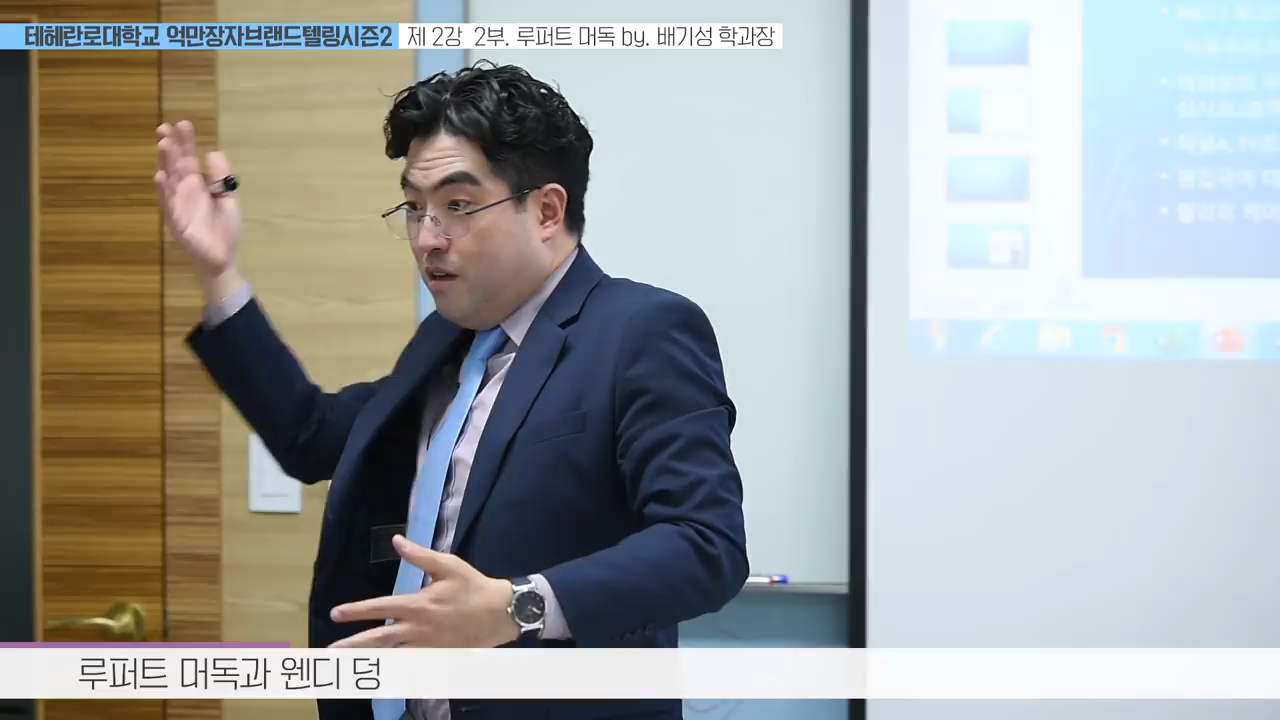 테헤란로대학교 억만장자브랜드텔링시즌2 제 2강 2부. 루퍼트 머독 by. 배기성 학과장
루퍼트 머독과 웬디 덩